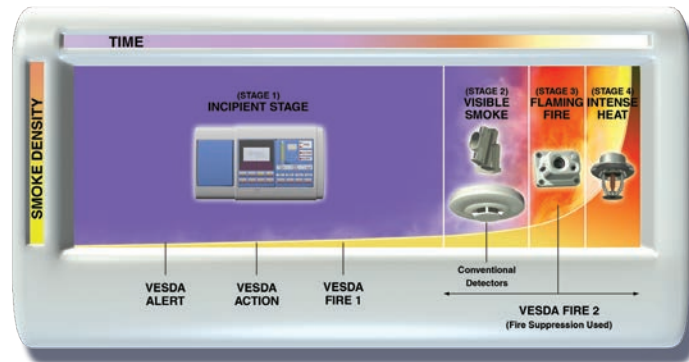 TIME
SMOKE DENSITY
(STAGE 1)
INCIPIENT STAGE
(STAGE 2)
VISIBLE
SMOKE
(STAGE 3)
FLAMING
FIRE
(STAGE 4)
INTENSE
HEAT
VESDA
ALERT
VESDA
ACTION
VESDA
FIRE 1
Conventional
Detectors
VESDA FIRE 2
(Fire Suppression Used)